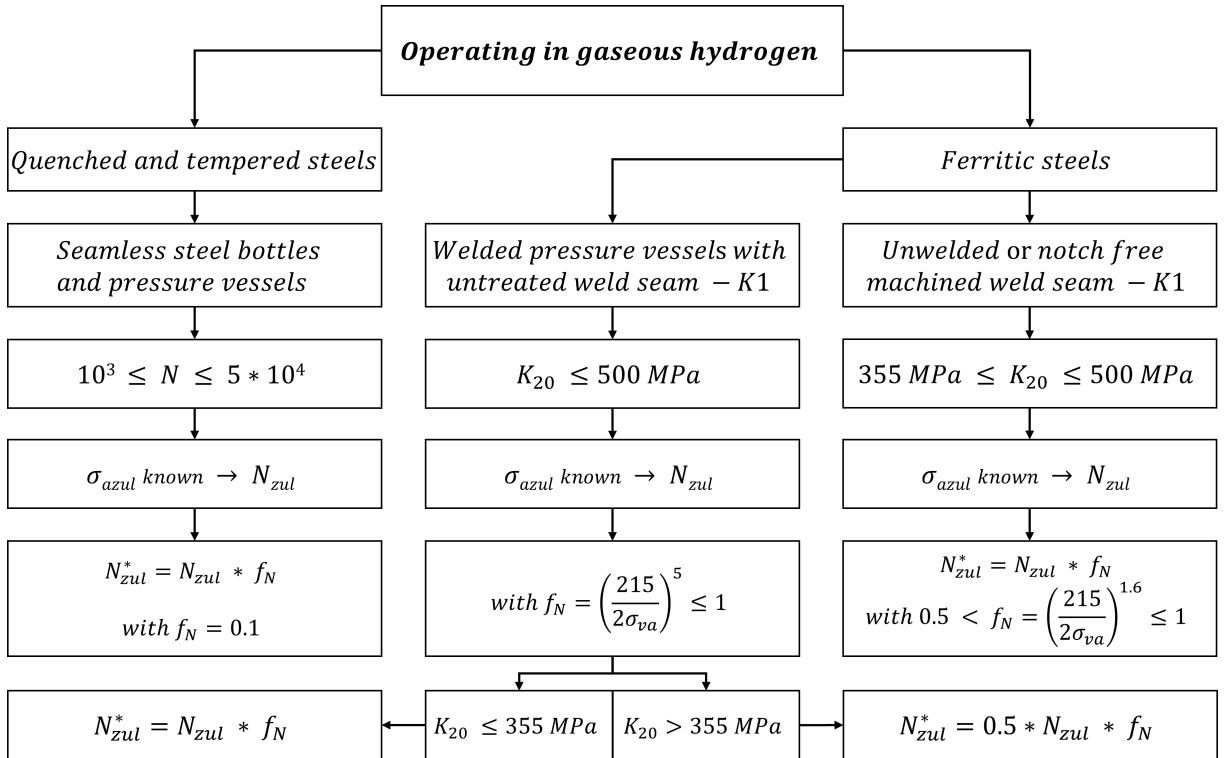 Operating in gaseous hydrogen
Quenched and tempered steels
Ferritic steels
Seamless steel bottles
and pressure vessels
Welded pressure vessels with
untreated weld seam − K1
Unwelded or notch free
machined weld seam − K1
10³ ≤ N ≤ 5 * 10⁴
K₂₀ ≤ 500 MPa
355 MPa ≤ K₂₀ ≤ 500 MPa
σ_azul known → N_zul
σ_azul known → N_zul
σ_azul known → N_zul
N*_zul = N_zul * f_N
with f_N = 0.1
with f_N = (215/2σ_va)⁵ ≤ 1
N*_zul = N_zul * f_N
with 0.5 < f_N = (215/2σ_va)^1.6 ≤ 1
N*_zul = N_zul * f_N
K₂₀ ≤ 355 MPa
K₂₀ > 355 MPa
N*_zul = 0.5 * N_zul * f_N